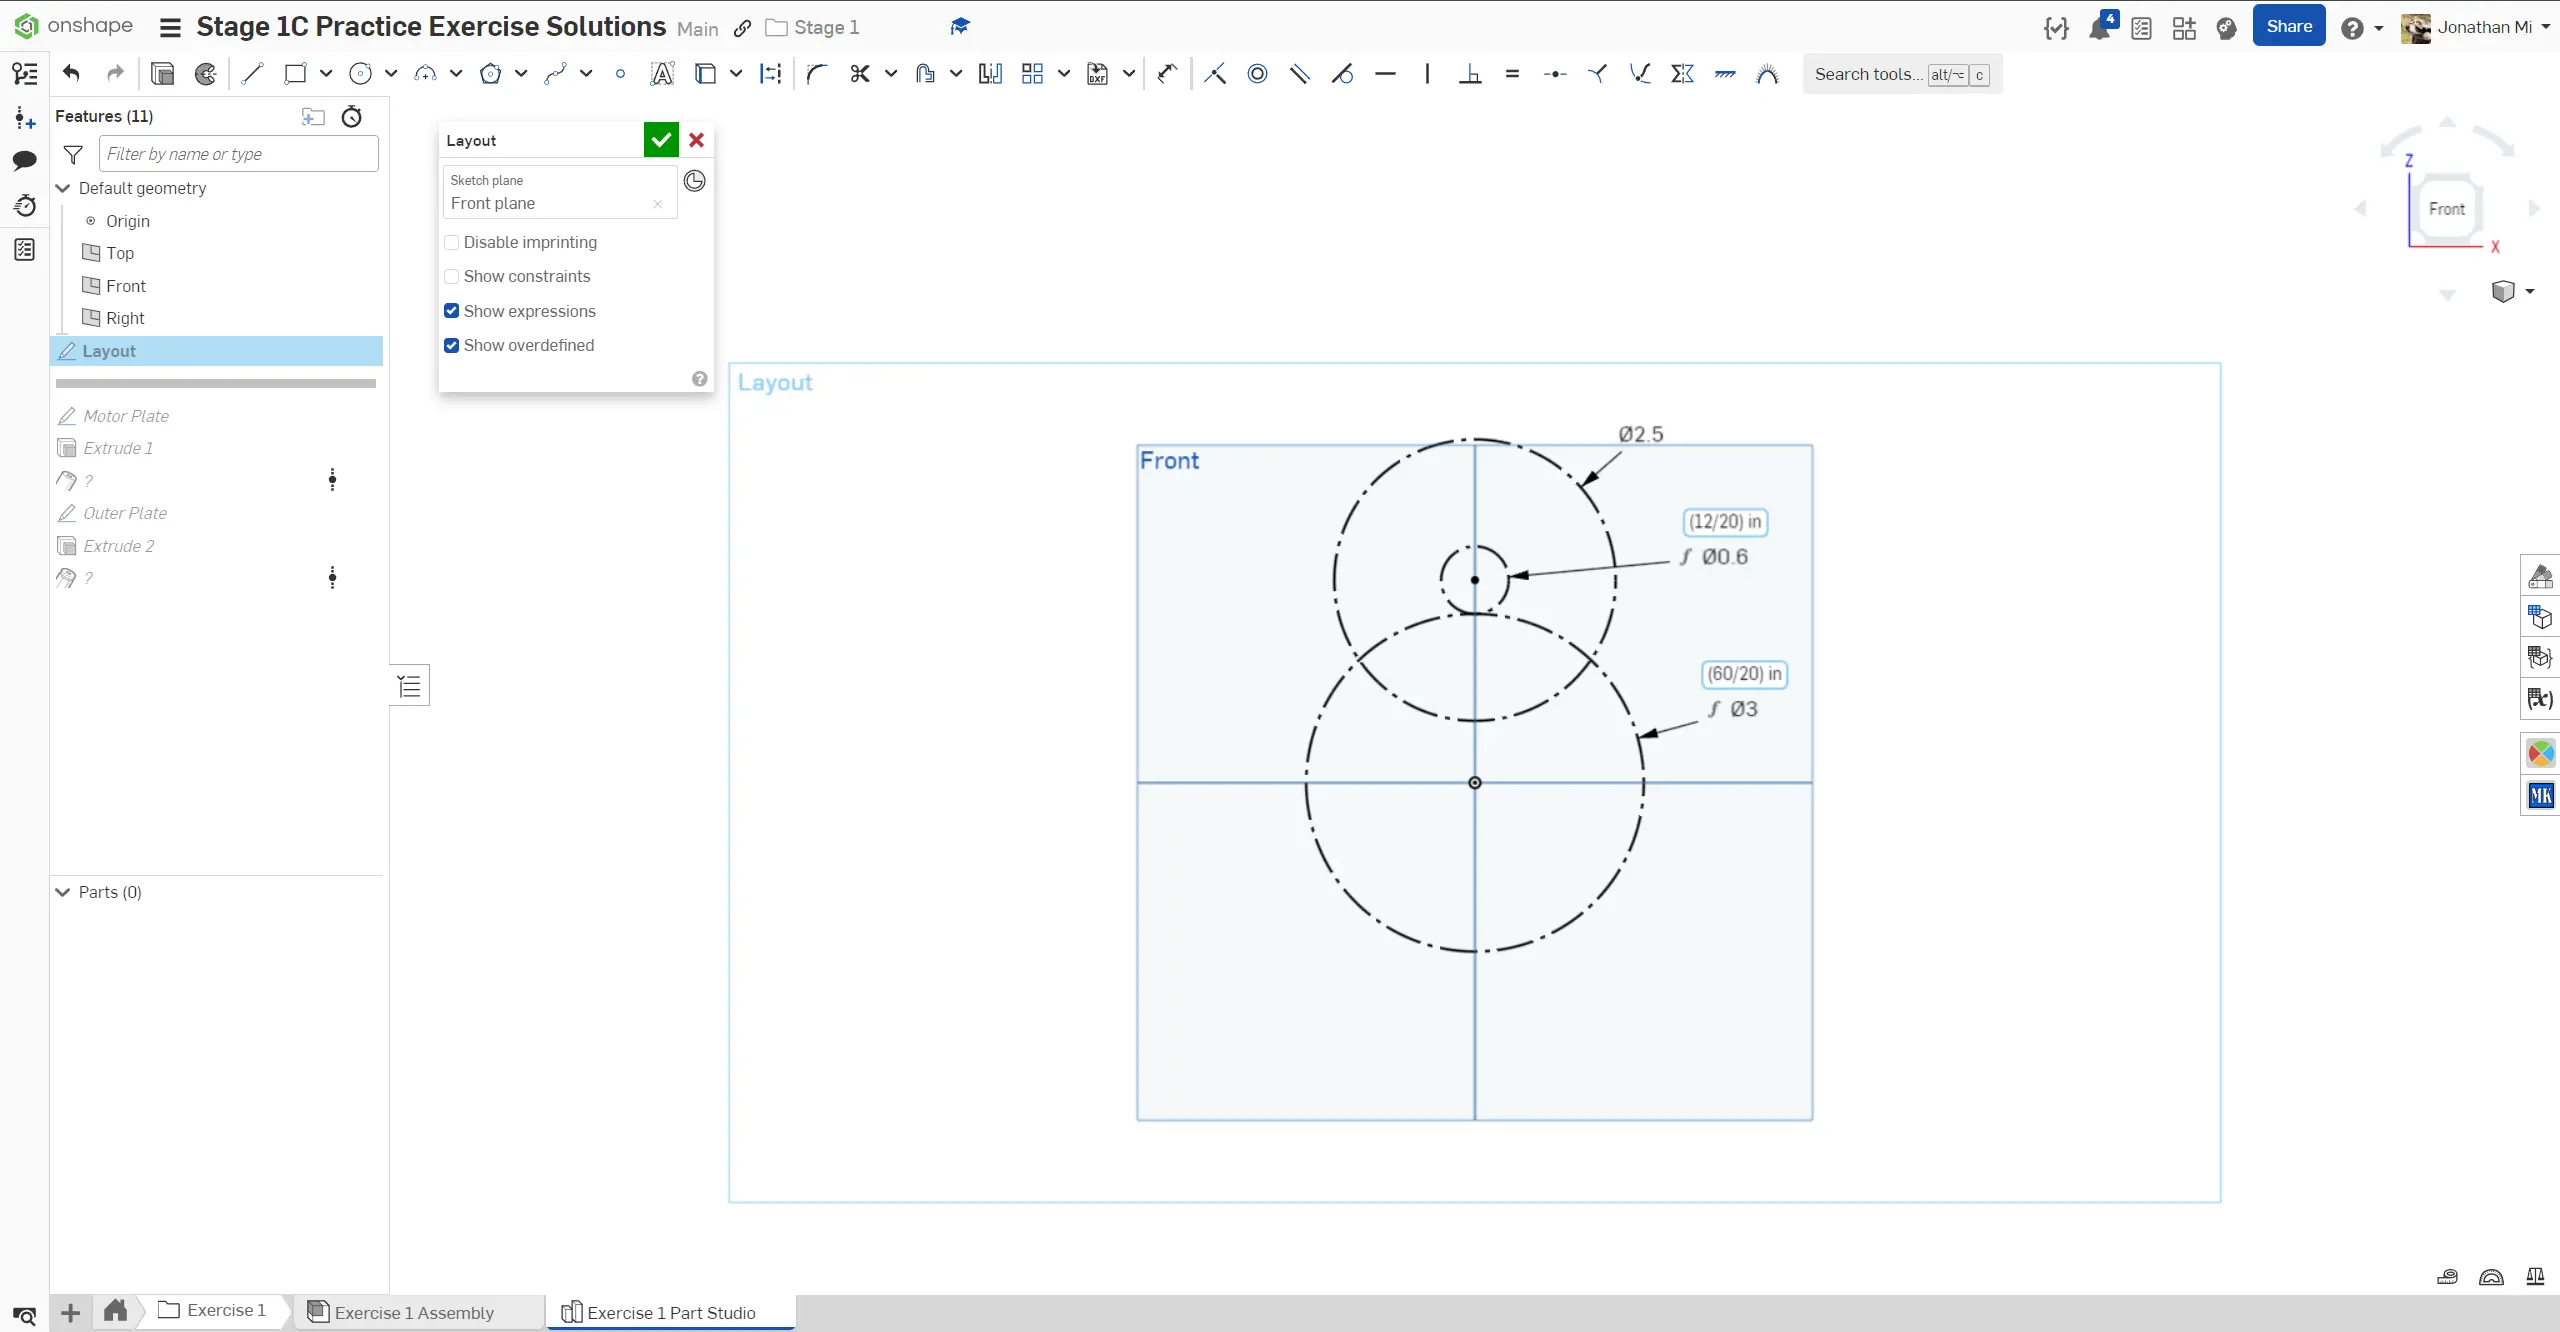 onshape
Stage 1C Practice Exercise Solutions Main Stage 1
4
Share
Jonathan Mi
Search tools... alt/⌥ c
Features (11)
Filter by name or type
Default geometry
Origin
Top
Front
Right
Layout
Motor Plate
Extrude 1
?
Outer Plate
Extrude 2
?
Parts (0)
Layout
Sketch plane
Front plane
Disable imprinting
Show constraints
Show expressions
Show overdefined
Layout
Front
Ø2.5
(12/20) in
ƒ Ø0.6
(60/20) in
ƒ Ø3
Z
Front
X
DXF
(x)
MK
Exercise 1
Exercise 1 Assembly
Exercise 1 Part Studio